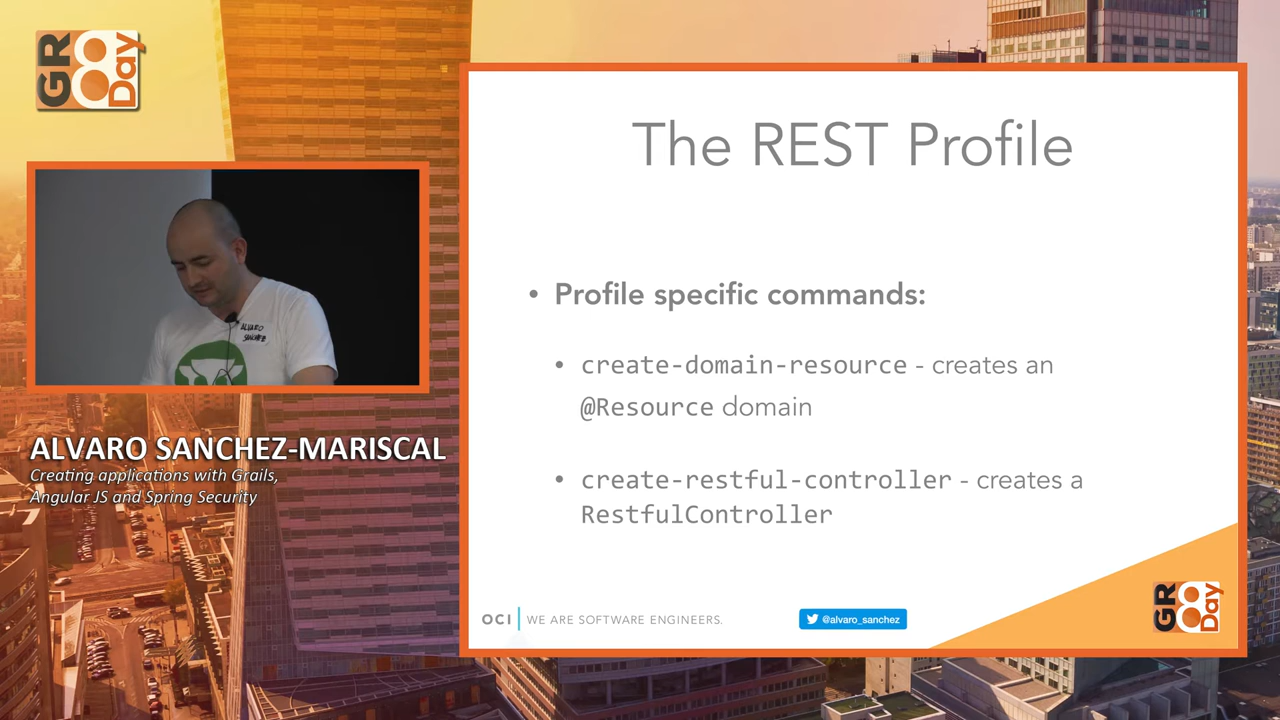 GR8Day
ALVARO
SANCHEZ
ALVARO SANCHEZ-MARISCAL
Creating applications with Grails,
Angular JS and Spring Security
The REST Profile
• Profile specific commands:
• create-domain-resource - creates an
@Resource domain
• create-restful-controller - creates a
RestfulController
OCI | WE ARE SOFTWARE ENGINEERS.
@alvaro_sanchez
GR8Day